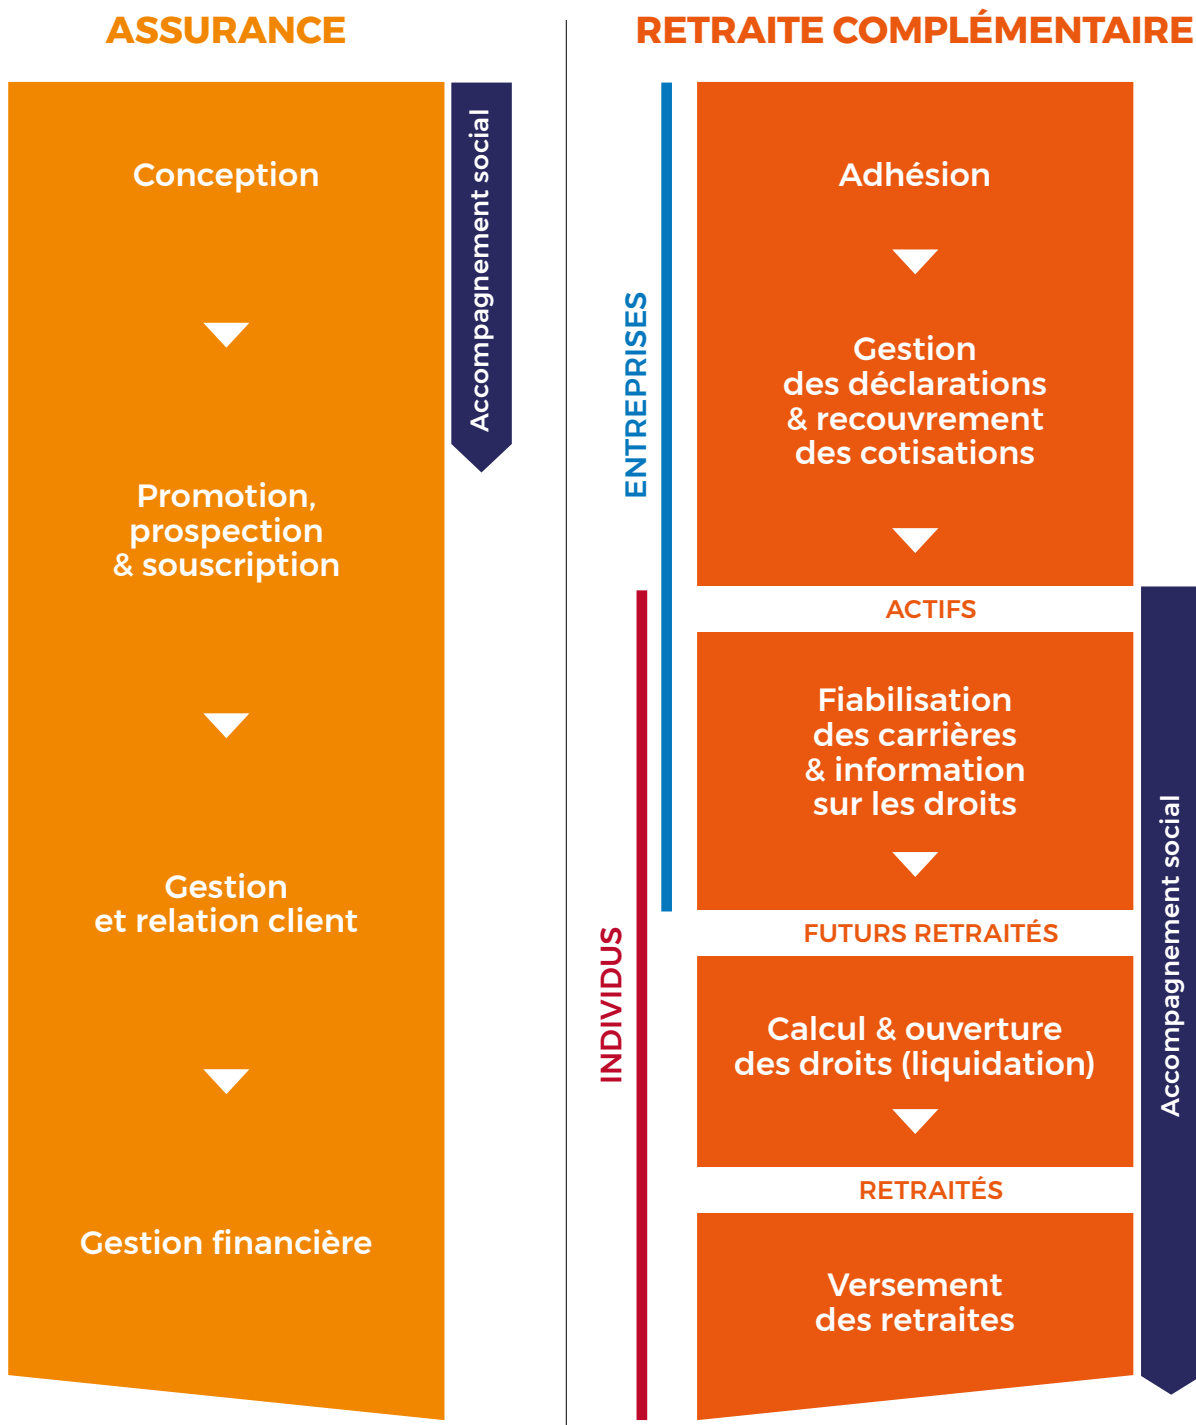 ASSURANCE
Conception
Promotion,
prospection
& souscription
Gestion
et relation client
Gestion financière
Accompagnement social
RETRAITE COMPLÉMENTAIRE
ENTREPRISES
INDIVIDUS
Adhésion
Gestion
des déclarations
& recouvrement
des cotisations
ACTIFS
Fiabilisation
des carrières
& information
sur les droits
FUTURS RETRAITÉS
Calcul & ouverture
des droits (liquidation)
RETRAITÉS
Versement
des retraites
Accompagnement social